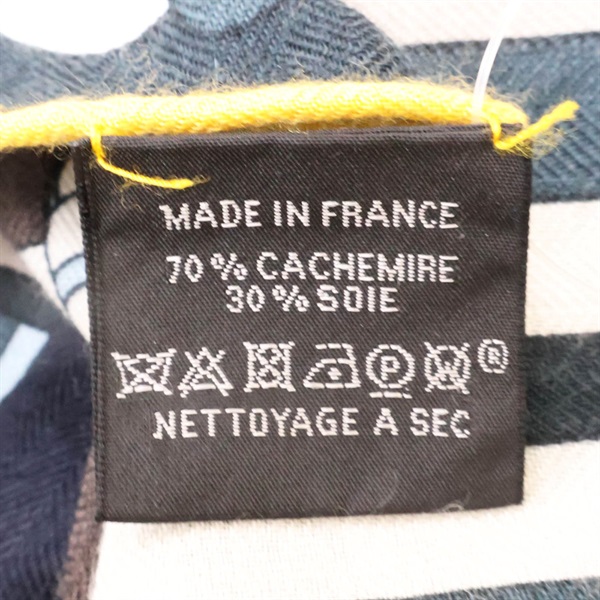 MADE IN FRANCE
70% CACHEMIRE
30% SOIE
P W ®
NETTOYAGE A SEC